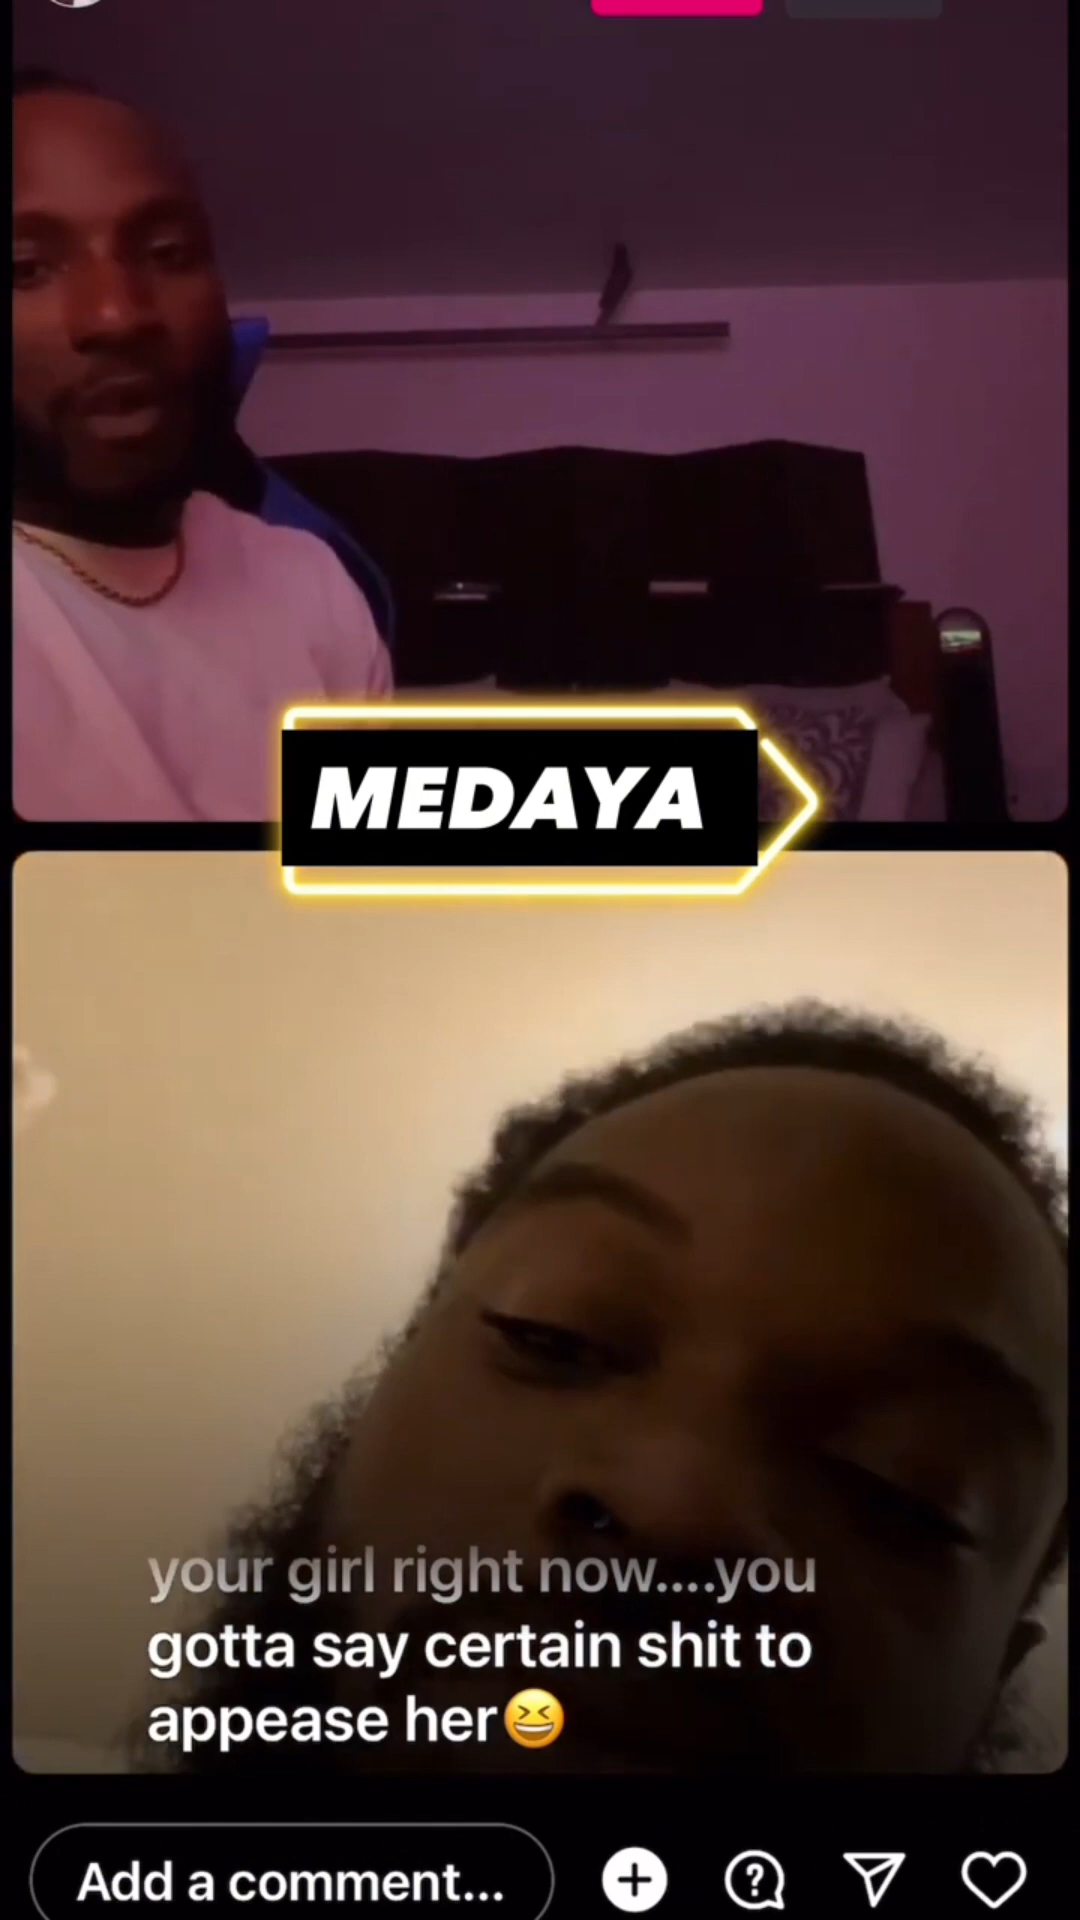 MEDAYA
your girl right now....you
gotta say certain shit to
appease her😆
Add a comment...